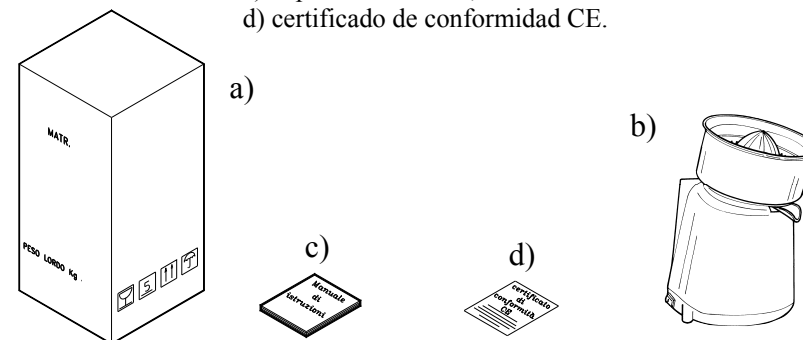 d) certificado de conformidad CE.
a)
MATR.
b)
PESO LORDO Kg.
S
c)
d)
Manuale
di
istruzioni
certificato
di
conformità
CE